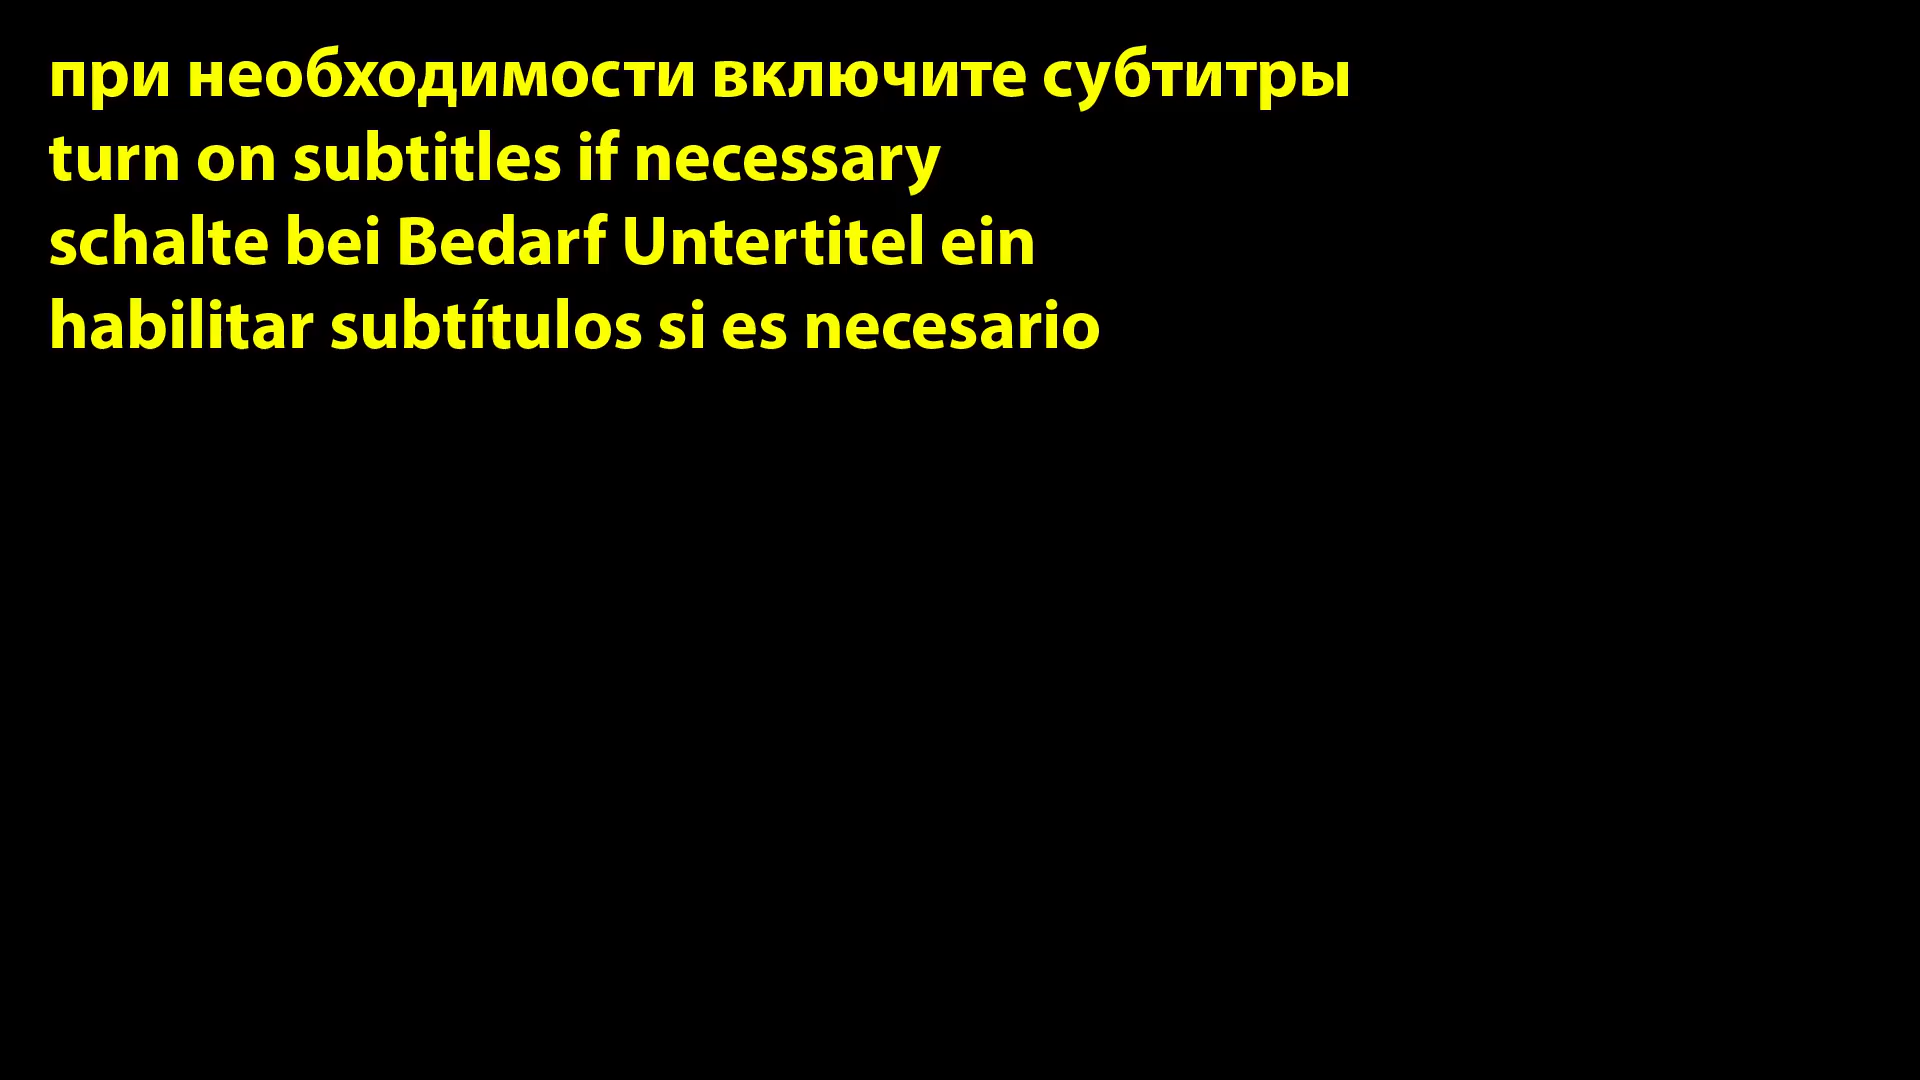 при необходимости включите субтитры
turn on subtitles if necessary
schalte bei Bedarf Untertitel ein
habilitar subtítulos si es necesario